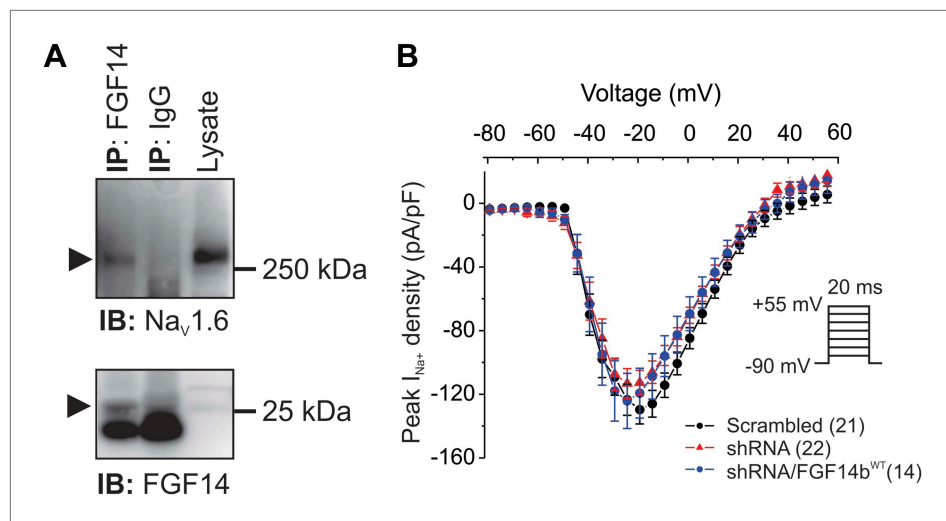 A
IP: FGF14
IP: IgG
Lysate
250 kDa
IB: NaV1.6
25 kDa
IB: FGF14
B
Voltage (mV)
-80 -60 -40 -20 0 20 40 60
Peak INa+ density (pA/pF)
0
-40
-80
-120
-160
20 ms
+55 mV
-90 mV
Scrambled (21)
shRNA (22)
shRNA/FGF14bWT(14)